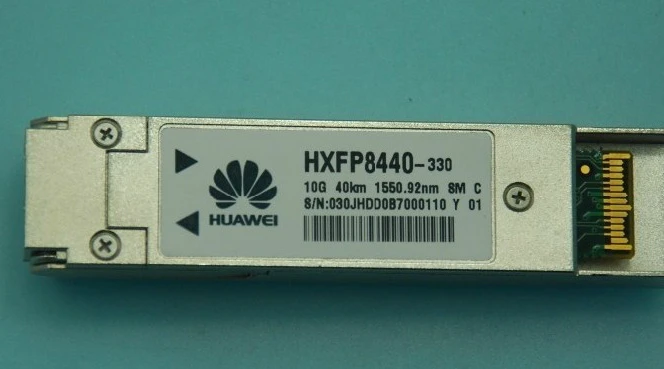 HUAWEI
HXFP8440-330
10G 40km 1550.92nm SM C
S/N:030JHDD0B7000110 Y 01